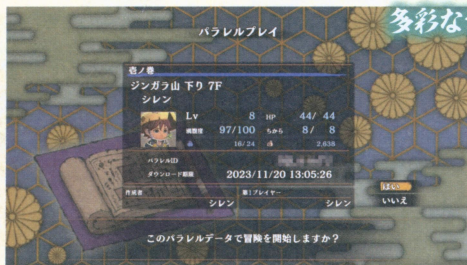 多彩な
パラレルプレイ
壱ノ巻
ジンガラ山 下り 7F
シレン
Lv 8 HP 44/ 44
満腹度 97/100 ちから 8/ 8
16/24 2,638
パラレルID
ダウンロード期限 2023/11/20 13:05:26
作成者 第1プレイヤー
シレン シレン
はい
いいえ
このパラレルデータで冒険を開始しますか？